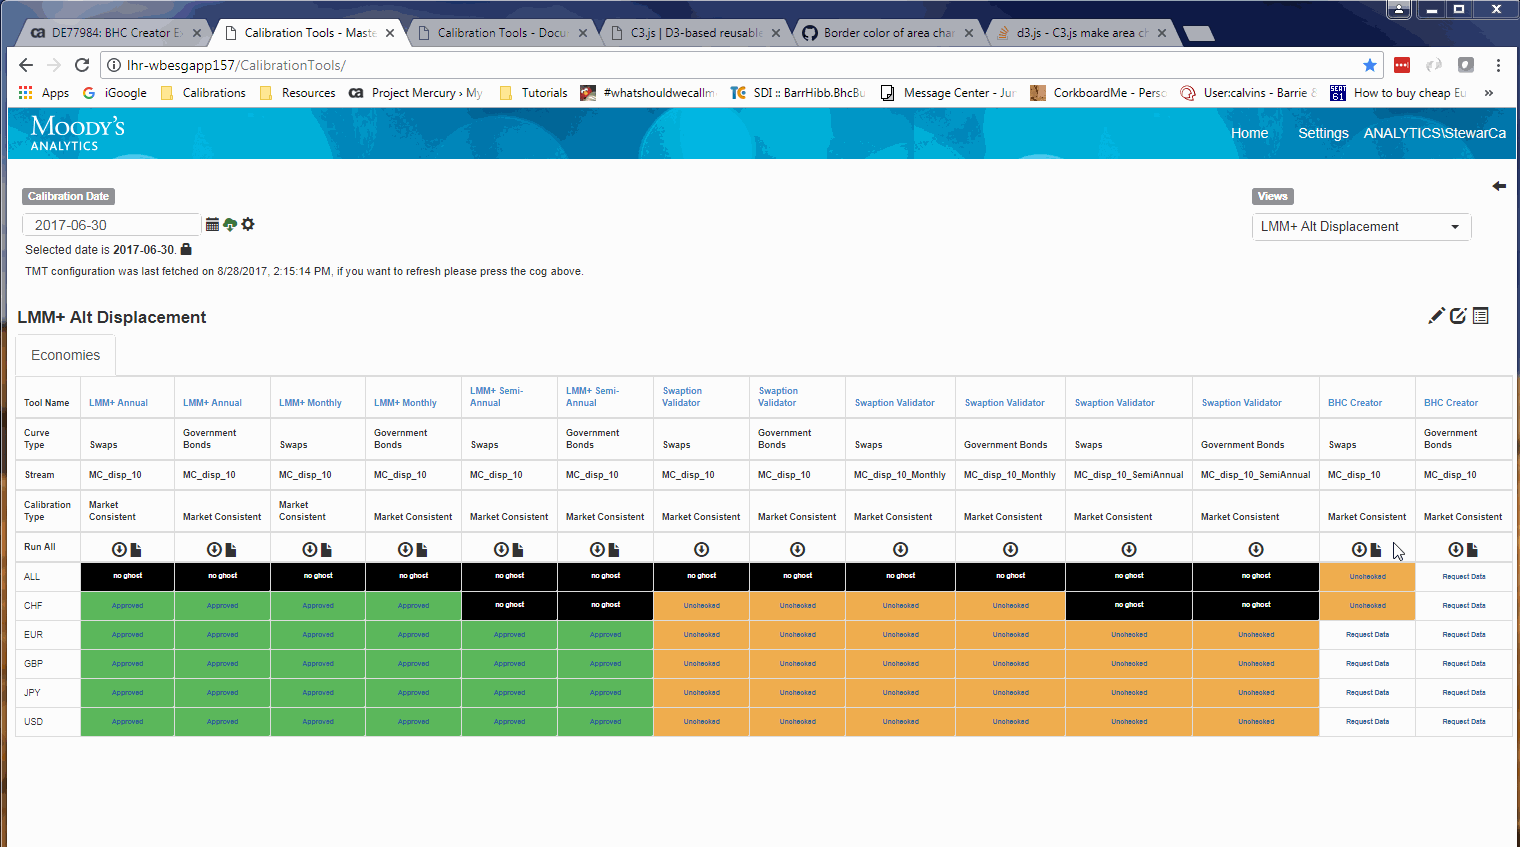 DE77984: BHC Creator E
Calibration Tools - Maste
Calibration Tools - Docu
C3.js | D3-based reusable
Border color of area char
d3.js - C3.js make area ch
lhr-wbesgapp157/CalibrationTools/
Apps iGoogle Calibrations Resources Project Mercury › My Tutorials #whatshouldwecallm SDI :: BarrHibb.BhcBu Message Center - Jun CorkboardMe - Perso User:calvins - Barrie & How to buy cheap Eu »
MOODY'S
ANALYTICS
Home Settings ANALYTICS\StewarCa
Calibration Date
2017-06-30
Selected date is 2017-06-30.
TMT configuration was last fetched on 8/28/2017, 2:15:14 PM, if you want to refresh please press the cog above.
Views
LMM+ Alt Displacement
LMM+ Alt Displacement
Economies
Tool Name LMM+ Annual LMM+ Annual LMM+ Monthly LMM+ Monthly LMM+ Semi-Annual LMM+ Semi-Annual Swaption Validator Swaption Validator Swaption Validator Swaption Validator Swaption Validator Swaption Validator BHC Creator BHC Creator
Curve Type Swaps Government Bonds Swaps Government Bonds Swaps Government Bonds Swaps Government Bonds Swaps Government Bonds Swaps Government Bonds Swaps Government Bonds
Stream MC_disp_10 MC_disp_10 MC_disp_10 MC_disp_10 MC_disp_10 MC_disp_10 MC_disp_10 MC_disp_10 MC_disp_10_Monthly MC_disp_10_Monthly MC_disp_10_SemiAnnual MC_disp_10_SemiAnnual MC_disp_10 MC_disp_10
Calibration Type Market Consistent Market Consistent Market Consistent Market Consistent Market Consistent Market Consistent Market Consistent Market Consistent Market Consistent Market Consistent Market Consistent Market Consistent Market Consistent Market Consistent
Run All
ALL no ghost no ghost no ghost no ghost no ghost no ghost no ghost no ghost no ghost no ghost no ghost no ghost Unchecked Request Data
CHF Approved Approved Approved Approved no ghost no ghost Unchecked Unchecked Unchecked Unchecked no ghost no ghost Unchecked Request Data
EUR Approved Approved Approved Approved Approved Approved Unchecked Unchecked Unchecked Unchecked Unchecked Unchecked Request Data Request Data
GBP Approved Approved Approved Approved Approved Approved Unchecked Unchecked Unchecked Unchecked Unchecked Unchecked Request Data Request Data
JPY Approved Approved Approved Approved Approved Approved Unchecked Unchecked Unchecked Unchecked Unchecked Unchecked Request Data Request Data
USD Approved Approved Approved Approved Approved Approved Unchecked Unchecked Unchecked Unchecked Unchecked Unchecked Request Data Request Data